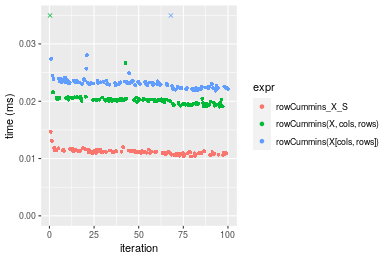 0.03
0.02
0.01
0.00
0
25
50
75
100
iteration
time (ms)
expr
rowCummins_X_S
rowCummins(X, cols, rows)
rowCummins(X[cols, rows])